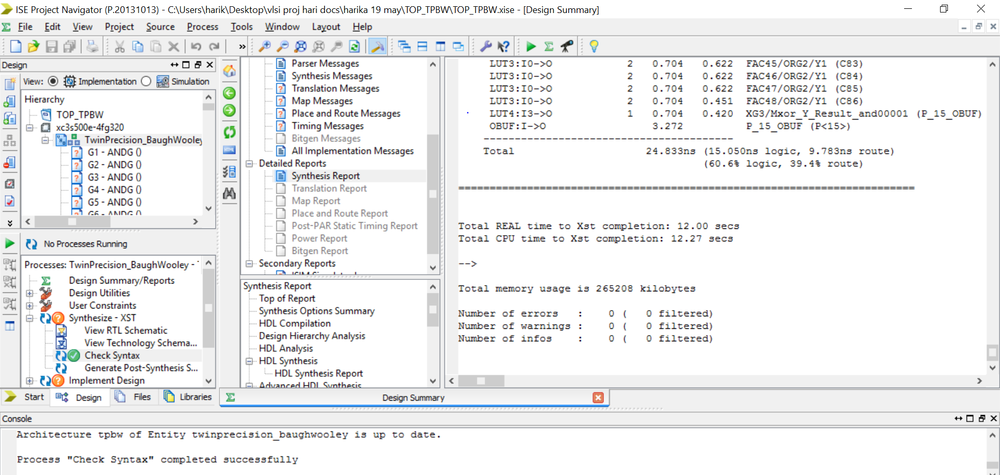 ISE Project Navigator (P.20131013) - C:\Users\harik\Desktop\vlsi proj hari docs\harika 19 may\TOP_TPBW\TOP_TPBW.xise - [Design Summary]
File Edit View Project Source Process Tools Window Layout Help
»
Design
View: Implementation Simulation
Hierarchy
TOP_TPBW
xc3s500e-4fg320
TwinPrecision_BaughWooley
G1 - ANDG ()
G2 - ANDG ()
G3 - ANDG ()
G4 - ANDG ()
G5 - ANDG ()
G6 - ANDG ()
No Processes Running
Processes: TwinPrecision_BaughWooley -
Design Summary/Reports
Design Utilities
User Constraints
Synthesize - XST
View RTL Schematic
View Technology Schema...
Check Syntax
Generate Post-Synthesis S...
Implement Design
Start Design Files Libraries
Parser Messages
Synthesis Messages
Translation Messages
Map Messages
Place and Route Messages
Timing Messages
Bitgen Messages
All Implementation Messages
Detailed Reports
Synthesis Report
Translation Report
Map Report
Place and Route Report
Post-PAR Static Timing Report
Power Report
Bitgen Report
Secondary Reports
Synthesis Report
Top of Report
Synthesis Options Summary
HDL Compilation
Design Hierarchy Analysis
HDL Analysis
HDL Synthesis
HDL Synthesis Report
Advanced HDL Synthesis
LUT3:I0->O 2 0.704 0.622 FAC45/ORG2/Y1 (C83)
LUT3:I0->O 2 0.704 0.622 FAC46/ORG2/Y1 (C84)
LUT3:I0->O 2 0.704 0.622 FAC47/ORG2/Y1 (C85)
LUT3:I0->O 2 0.704 0.451 FAC48/ORG2/Y1 (C86)
LUT4:I3->O 1 0.704 0.420 XG3/Mxor_Y_Result_and00001 (P_15_OBUF)
OBUF:I->O 3.272 P_15_OBUF (P<15>)
----------------------------------------
Total 24.833ns (15.050ns logic, 9.783ns route)
(60.6% logic, 39.4% route)
=========================================================================
Total REAL time to Xst completion: 12.00 secs
Total CPU time to Xst completion: 12.27 secs
-->
Total memory usage is 265208 kilobytes
Number of errors : 0 ( 0 filtered)
Number of warnings : 0 ( 0 filtered)
Number of infos : 0 ( 0 filtered)
Design Summary
Console
Architecture tpbw of Entity twinprecision_baughwooley is up to date.
Process "Check Syntax" completed successfully